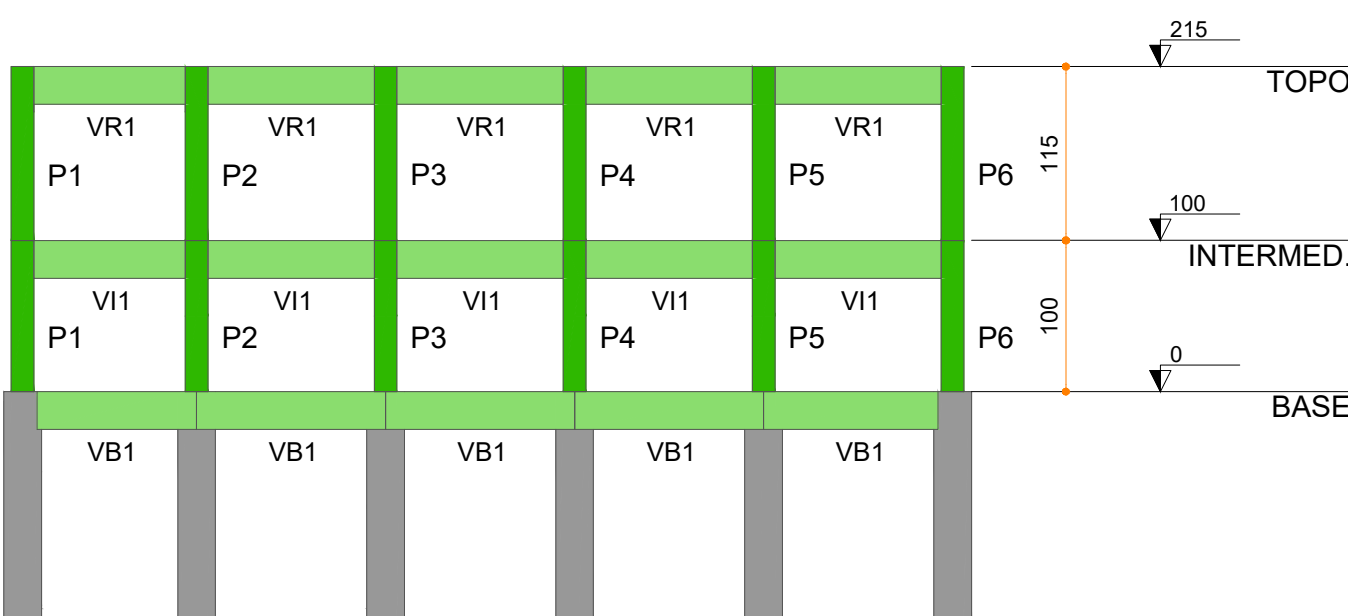 215
TOPO
VR1 VR1 VR1 VR1 VR1
P1 P2 P3 P4 P5 P6
115
100
INTERMED.
VI1 VI1 VI1 VI1 VI1
P1 P2 P3 P4 P5 P6
100
0
BASE
VB1 VB1 VB1 VB1 VB1